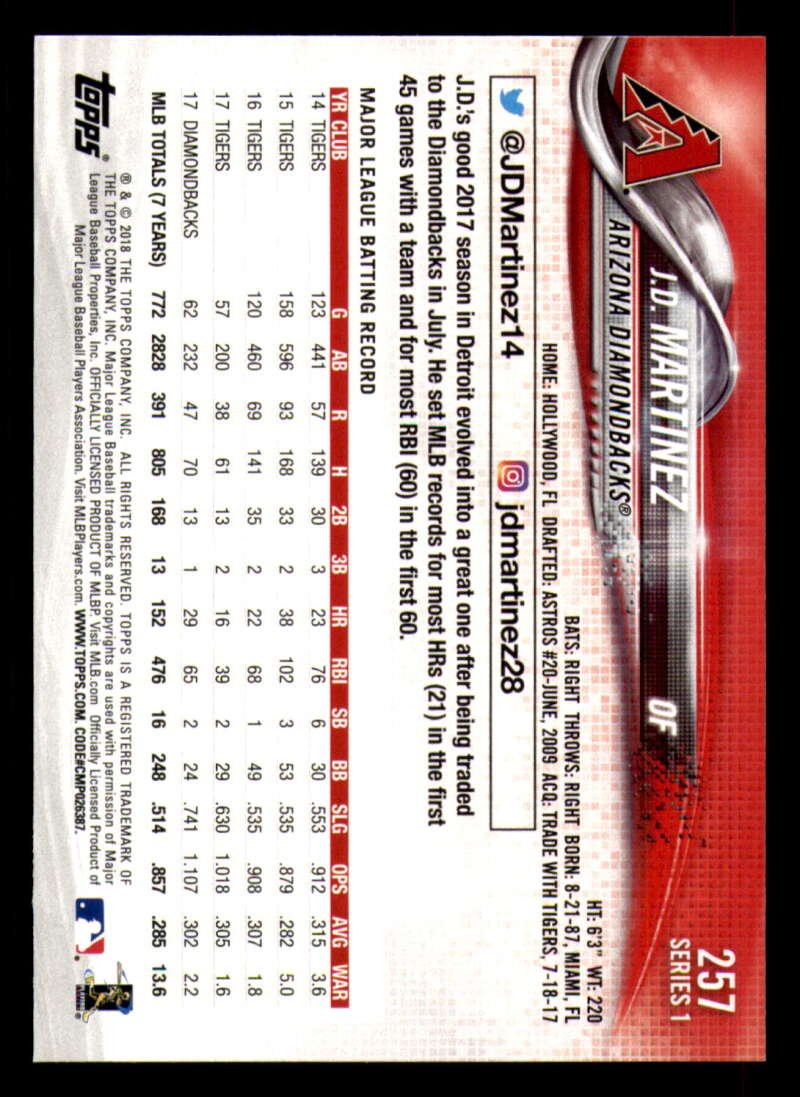 257
SERIES 1
J.D. MARTINEZ OF
ARIZONA DIAMONDBACKS®
HT: 6'3" WT: 220
BATS: RIGHT THROWS: RIGHT BORN: 8-21-87, MIAMI, FL
HOME: HOLLYWOOD, FL DRAFTED: ASTROS #20-JUNE, 2009 ACQ: TRADE WITH TIGERS, 7-18-17
@JDMartinez14 jdmartinez28
J.D.'s good 2017 season in Detroit evolved into a great one after being traded
to the Diamondbacks in July. He set MLB records for most HRs (21) in the first
45 games with a team and for most RBI (60) in the first 60.
MAJOR LEAGUE BATTING RECORD
YR CLUB G AB R H 2B 3B HR RBI SB BB SLG OPS AVG WAR
14 TIGERS 123 441 57 139 30 3 23 76 6 30 .553 .912 .315 3.6
15 TIGERS 158 596 93 168 33 2 38 102 3 53 .535 .879 .282 5.0
16 TIGERS 120 460 69 141 35 2 22 68 1 49 .535 .908 .307 1.8
17 TIGERS 57 200 38 61 13 2 16 39 2 29 .630 1.018 .305 1.6
17 DIAMONDBACKS 62 232 47 70 13 1 29 65 2 24 .741 1.107 .302 2.2
MLB TOTALS (7 YEARS) 772 2828 391 805 168 13 152 476 16 248 .514 .857 .285 13.6
topps®
® & © 2018 THE TOPPS COMPANY, INC. ALL RIGHTS RESERVED. TOPPS IS A REGISTERED TRADEMARK OF
THE TOPPS COMPANY, INC. Major League Baseball trademarks and copyrights are used with permission of Major
League Baseball Properties, Inc. OFFICIALLY LICENSED PRODUCT OF MLBP. Visit MLB.com Officially Licensed Product of
Major League Baseball Players Association. Visit MLBPlayers.com. WWW.TOPPS.COM. CODE#CMP026387.